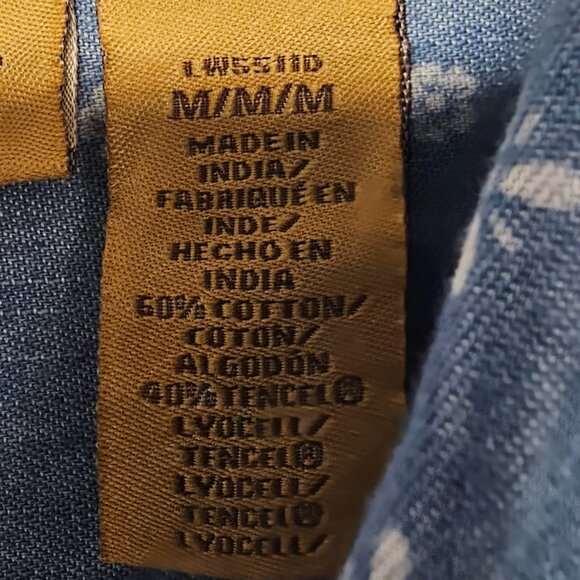 LW5511D
M/M/M
MADE IN
INDIA/
FABRIQUÉ EN
INDE/
HECHO EN
INDIA
60% COTTON/
COTON/
ALGODÓN
40% TENCEL®
LYOCELL/
TENCEL®
LYOCELL/
TENCEL®
LYOCELL/